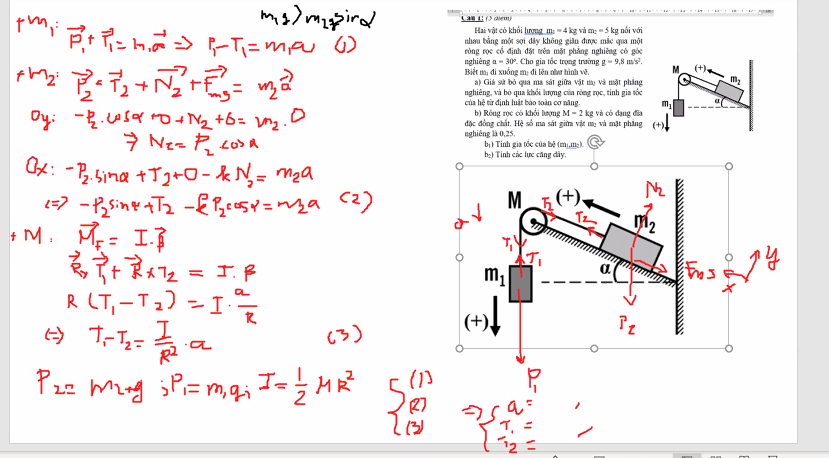 m₁g > m₂g sinα
+ m₁: P⃗₁ + T⃗₁ = m₁a⃗ => P₁ - T₁ = m₁a (1)
+ m₂: P⃗₂ + T⃗₂ + N⃗₂ + F⃗ms = m₂a⃗
Oy: -P₂.cosα + 0 + N₂ + 0 = m₂.0
=> N₂ = P₂.cosα
Ox: -P₂.sinα + T₂ + 0 - kN₂ = m₂a
<=> -P₂sinα + T₂ - kP₂cosα = m₂a (2)
+ M: M⃗ = I.β⃗
R⃗ x T⃗₁ + R⃗ x T₂ = I.β
R (T₁ - T₂) = I. a/R
<=> T₁ - T₂ = I/R² . a (3)
P₂ = m₂g ; P₁ = m₁g; I = 1/2 MR²
(1)
(2)
(3)
=> a =
T₁ =
T₂ =
Câu 1: (3 điểm)
Hai vật có khối lượng m₁ = 4 kg và m₂ = 5 kg nối với
nhau bằng một sợi dây không giãn được mắc qua một
ròng rọc cố định đặt trên mặt phẳng nghiêng có góc
nghiêng α = 30°. Cho gia tốc trọng trường g = 9,8 m/s².
Biết m₁ đi xuống m₂ đi lên như hình vẽ.
a) Giả sử bỏ qua ma sát giữa vật m₂ và mặt phẳng
nghiêng, và bỏ qua khối lượng của ròng rọc, tính gia tốc
của hệ từ định luật bảo toàn cơ năng.
b) Ròng rọc có khối lượng M = 2 kg và có dạng đĩa
đặc đồng chất. Hệ số ma sát giữa vật m₂ và mặt phẳng
nghiêng là 0,25.
b₁) Tính gia tốc của hệ (m₁,m₂).
b₂) Tính các lực căng dây.
M (+) m₂
m₁ α
(+)
M (+) N₂
a T₂ T₂ m₂
T₁ T₁
m₁ α Fms x y
(+) P₂
P₁